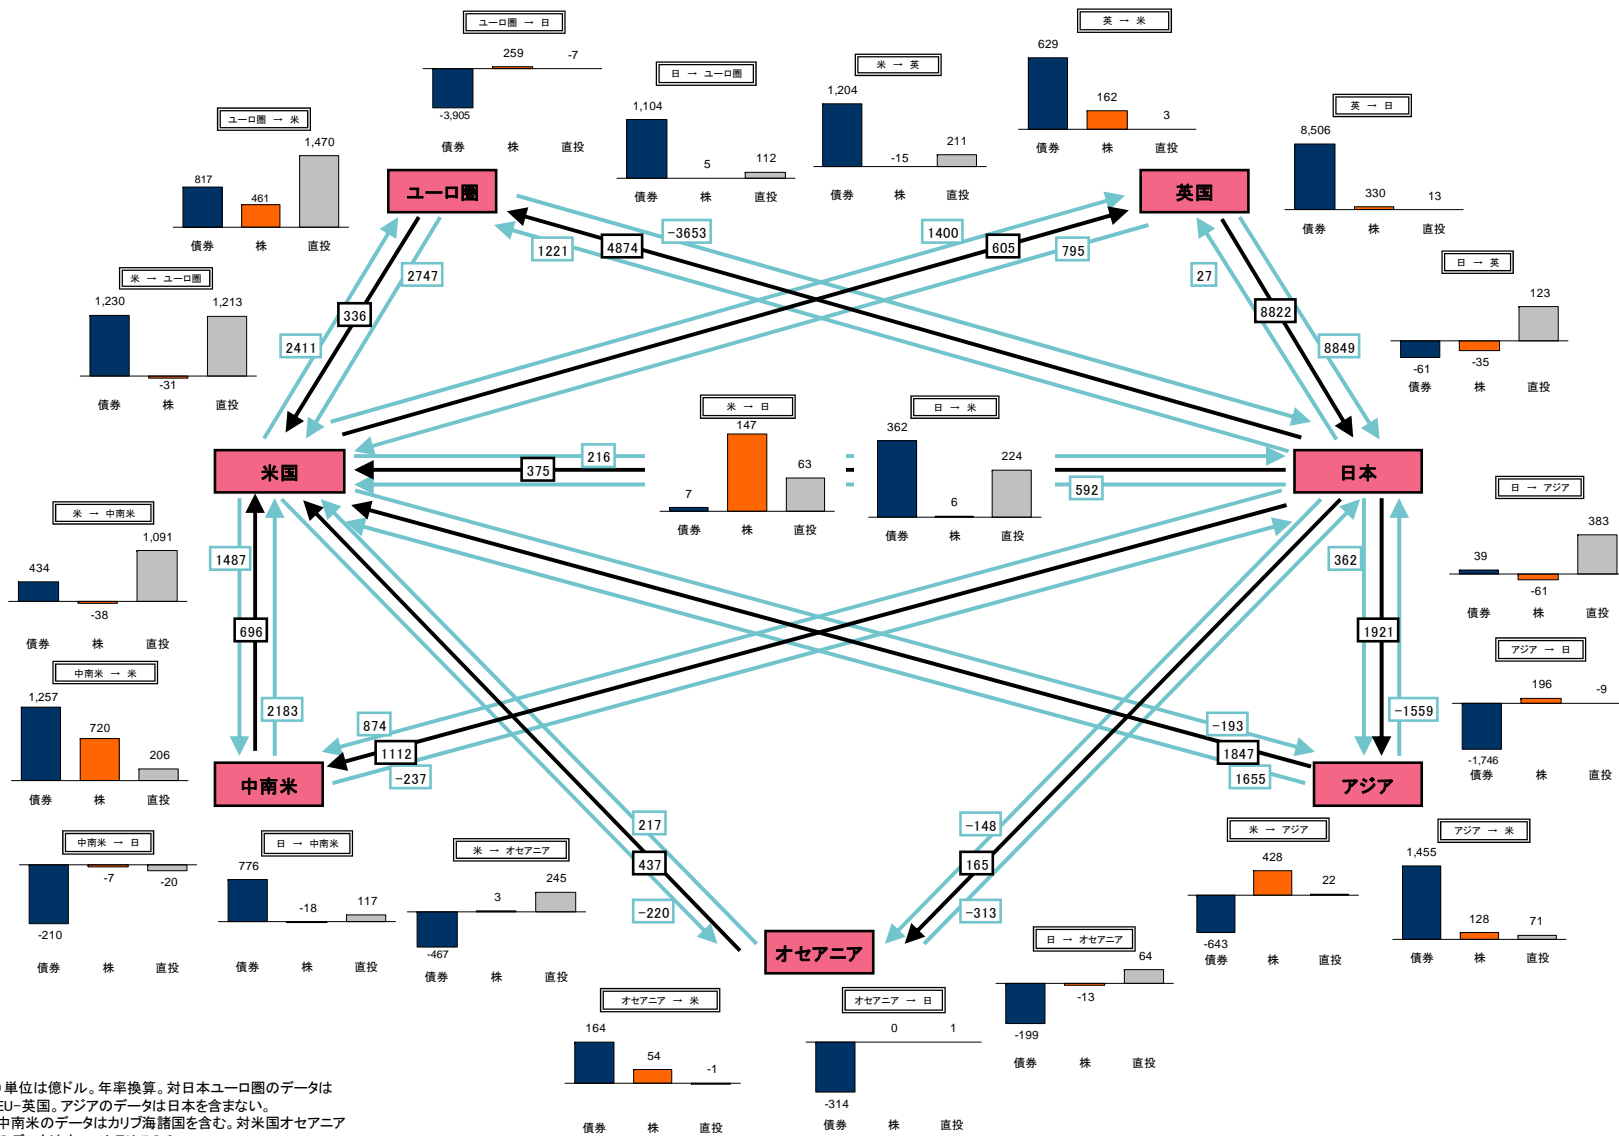 ユーロ圏 → 日
259
-7
-3,905
債券 株 直投
日 → ユーロ圏
1,104
5
112
債券 株 直投
米 → 英
1,204
-15
211
債券 株 直投
英 → 米
629
162
3
債券 株 直投
英 → 日
8,506
330
13
債券 株 直投
ユーロ圏 → 米
817
461
1,470
債券 株 直投
米 → ユーロ圏
1,230
-31
1,213
債券 株 直投
日 → 英
-61
-35
123
債券 株 直投
ユーロ圏
英国
1221
4874
-3653
1400
605
795
27
8822
8849
2747
336
2411
米 → 日
7
147
63
債券 株 直投
日 → 米
362
6
224
債券 株 直投
米国
216
375
592
日本
米 → 中南米
434
-38
1,091
債券 株 直投
1487
696
2183
362
1921
-1559
日 → アジア
39
-61
383
債券 株 直投
中南米 → 米
1,257
720
206
債券 株 直投
アジア → 日
-1,746
196
-9
債券 株 直投
874
1112
-237
-193
1847
1655
中南米
アジア
217
437
-220
-148
165
-313
オセアニア
中南米 → 日
-210
-7
-20
債券 株 直投
日 → 中南米
776
-18
117
債券 株 直投
米 → オセアニア
-467
3
245
債券 株 直投
米 → アジア
-643
428
22
債券 株 直投
アジア → 米
1,455
128
71
債券 株 直投
日 → オセアニア
-199
-13
64
債券 株 直投
オセアニア → 米
164
54
-1
債券 株 直投
オセアニア → 日
-314
0
1
債券 株 直投
)単位は億ドル。年率換算。対日本ユーロ圏のデータは
EU-英国。アジアのデータは日本を含まない。
中南米のデータはカリブ海諸国を含む。対米国オセアニア